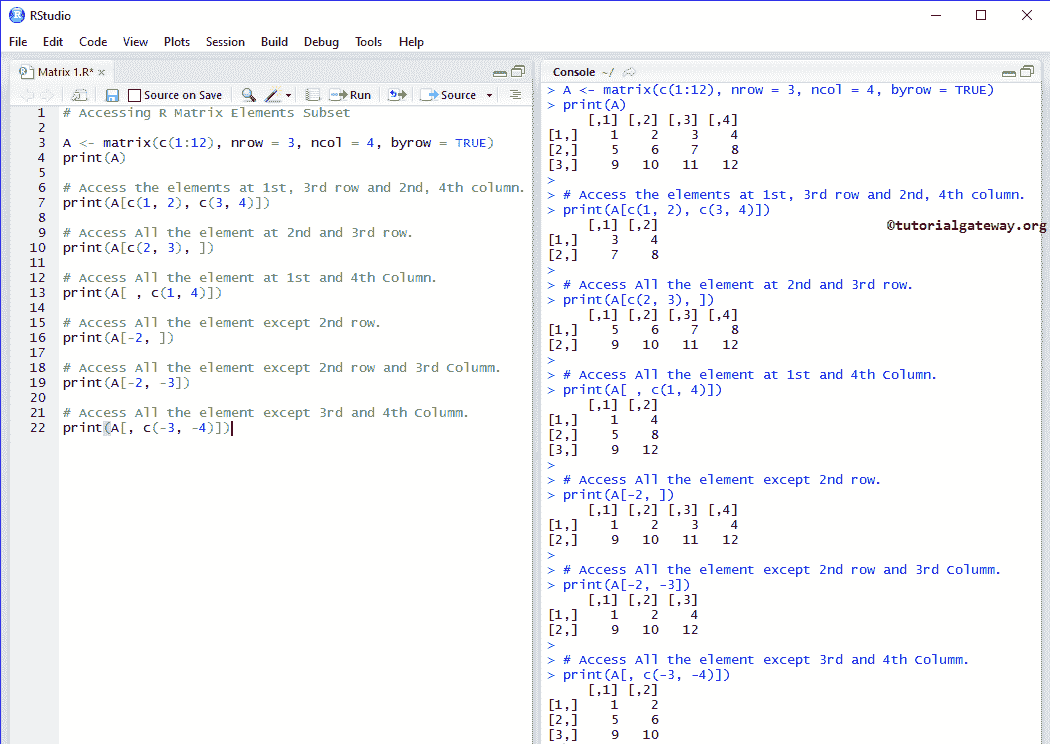 RStudio
File Edit Code View Plots Session Build Debug Tools Help
Matrix 1.R*
Source on Save Run Source
1 # Accessing R Matrix Elements Subset
2
3 A <- matrix(c(1:12), nrow = 3, ncol = 4, byrow = TRUE)
4 print(A)
5
6 # Access the elements at 1st, 3rd row and 2nd, 4th column.
7 print(A[c(1, 2), c(3, 4)])
8
9 # Access All the element at 2nd and 3rd row.
10 print(A[c(2, 3), ])
11
12 # Access All the element at 1st and 4th Column.
13 print(A[ , c(1, 4)])
14
15 # Access All the element except 2nd row.
16 print(A[-2, ])
17
18 # Access All the element except 2nd row and 3rd Columm.
19 print(A[-2, -3])
20
21 # Access All the element except 3rd and 4th Columm.
22 print(A[, c(-3, -4)])
Console ~/
> A <- matrix(c(1:12), nrow = 3, ncol = 4, byrow = TRUE)
> print(A)
[,1] [,2] [,3] [,4]
[1,] 1 2 3 4
[2,] 5 6 7 8
[3,] 9 10 11 12
>
> # Access the elements at 1st, 3rd row and 2nd, 4th column.
> print(A[c(1, 2), c(3, 4)])
[,1] [,2]
©tutorialgateway.org
[1,] 3 4
[2,] 7 8
>
> # Access All the element at 2nd and 3rd row.
> print(A[c(2, 3), ])
[,1] [,2] [,3] [,4]
[1,] 5 6 7 8
[2,] 9 10 11 12
>
> # Access All the element at 1st and 4th Column.
> print(A[ , c(1, 4)])
[,1] [,2]
[1,] 1 4
[2,] 5 8
[3,] 9 12
>
> # Access All the element except 2nd row.
> print(A[-2, ])
[,1] [,2] [,3] [,4]
[1,] 1 2 3 4
[2,] 9 10 11 12
>
> # Access All the element except 2nd row and 3rd Columm.
> print(A[-2, -3])
[,1] [,2] [,3]
[1,] 1 2 4
[2,] 9 10 12
>
> # Access All the element except 3rd and 4th Columm.
> print(A[, c(-3, -4)])
[,1] [,2]
[1,] 1 2
[2,] 5 6
[3,] 9 10